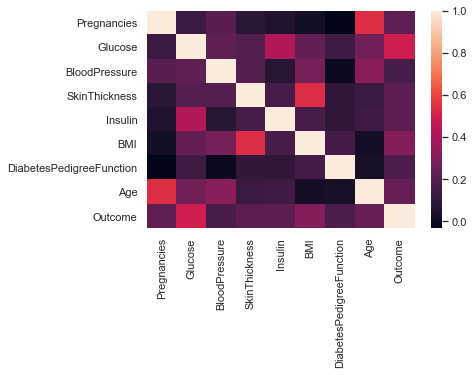 Pregnancies
Glucose
BloodPressure
SkinThickness
Insulin
BMI
DiabetesPedigreeFunction
Age
Outcome
Pregnancies
Glucose
BloodPressure
SkinThickness
Insulin
BMI
DiabetesPedigreeFunction
Age
Outcome
1.0
0.8
0.6
0.4
0.2
0.0